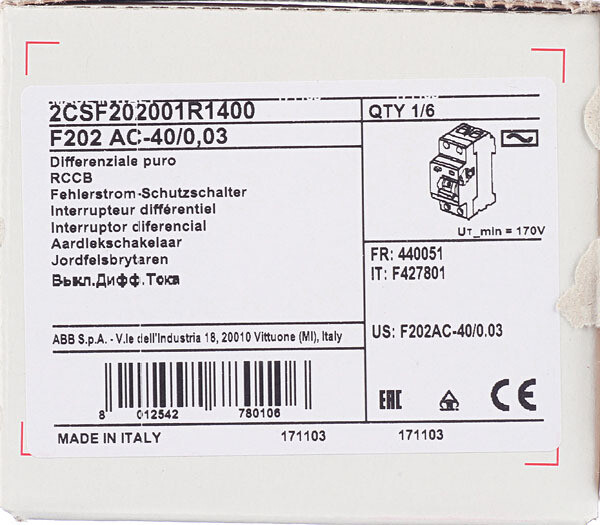 2CSF202001R1400
QTY 1/6
F202 AC-40/0,03
Differenziale puro
RCCB
Fehlerstrom-Schutzschalter
Interrupteur différentiel
Interruptor diferencial
Aardlekschakelaar
Jordfelsbrytaren
Выкл.Дифф.Тока
UT_min = 170V
FR: 440051
IT: F427801
US: F202AC-40/0.03
ABB S.p.A. - V.le dell'Industria 18, 20010 Vittuone (MI), Italy
8 012542 780106
EAC CE
MADE IN ITALY 171103 171103